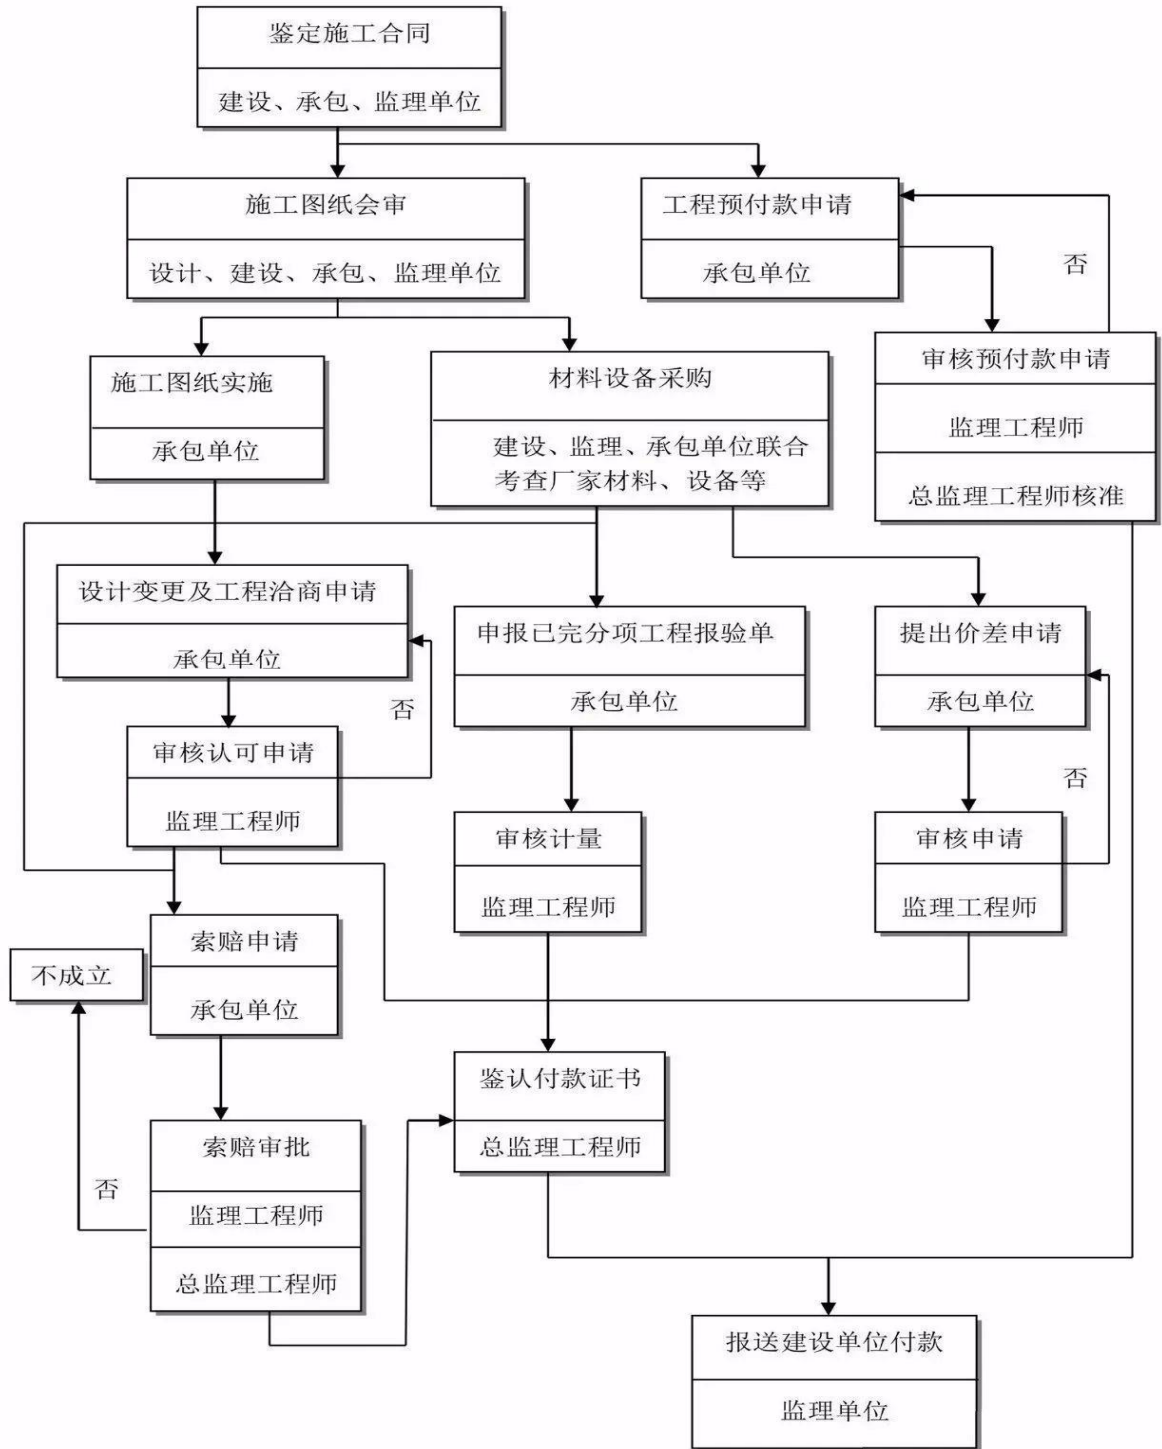 鉴定施工合同
建设、承包、监理单位
施工图纸会审
设计、建设、承包、监理单位
工程预付款申请
承包单位
否
审核预付款申请
监理工程师
总监理工程师核准
施工图纸实施
承包单位
材料设备采购
建设、监理、承包单位联合
考查厂家材料、设备等
设计变更及工程洽商申请
承包单位
否
申报已完分项工程报验单
承包单位
提出价差申请
承包单位
否
审核认可申请
监理工程师
审核计量
监理工程师
审核申请
监理工程师
索赔申请
承包单位
不成立
鉴认付款证书
总监理工程师
索赔审批
监理工程师
总监理工程师
否
报送建设单位付款
监理单位